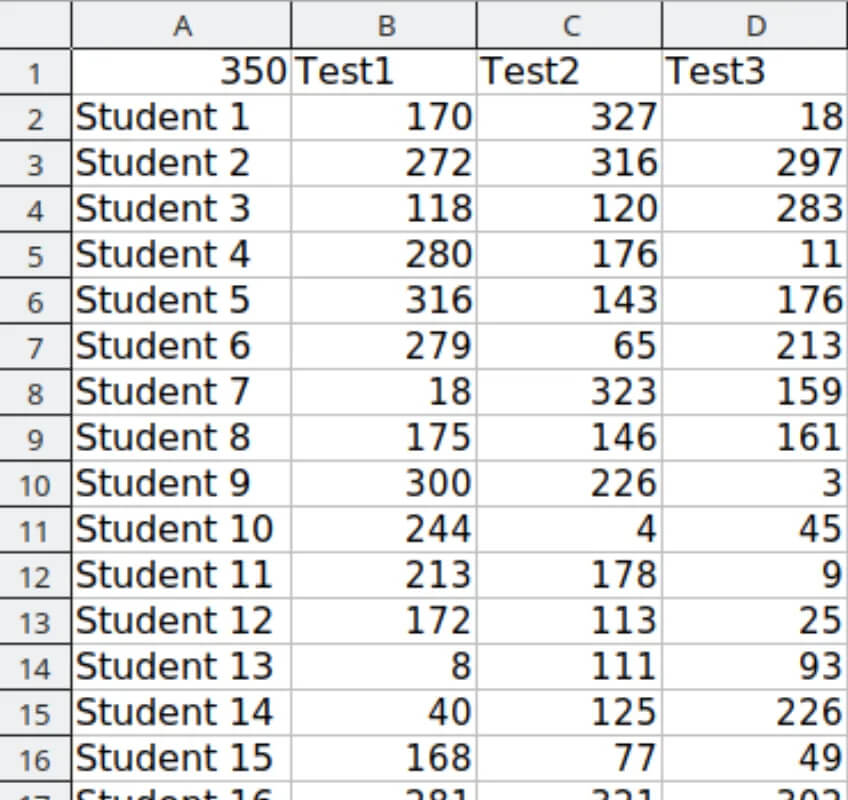 A B C D
1 350 Test1 Test2 Test3
2 Student 1 170 327 18
3 Student 2 272 316 297
4 Student 3 118 120 283
5 Student 4 280 176 11
6 Student 5 316 143 176
7 Student 6 279 65 213
8 Student 7 18 323 159
9 Student 8 175 146 161
10 Student 9 300 226 3
11 Student 10 244 4 45
12 Student 11 213 178 9
13 Student 12 172 113 25
14 Student 13 8 111 93
15 Student 14 40 125 226
16 Student 15 168 77 49
17 Student 16 281 321